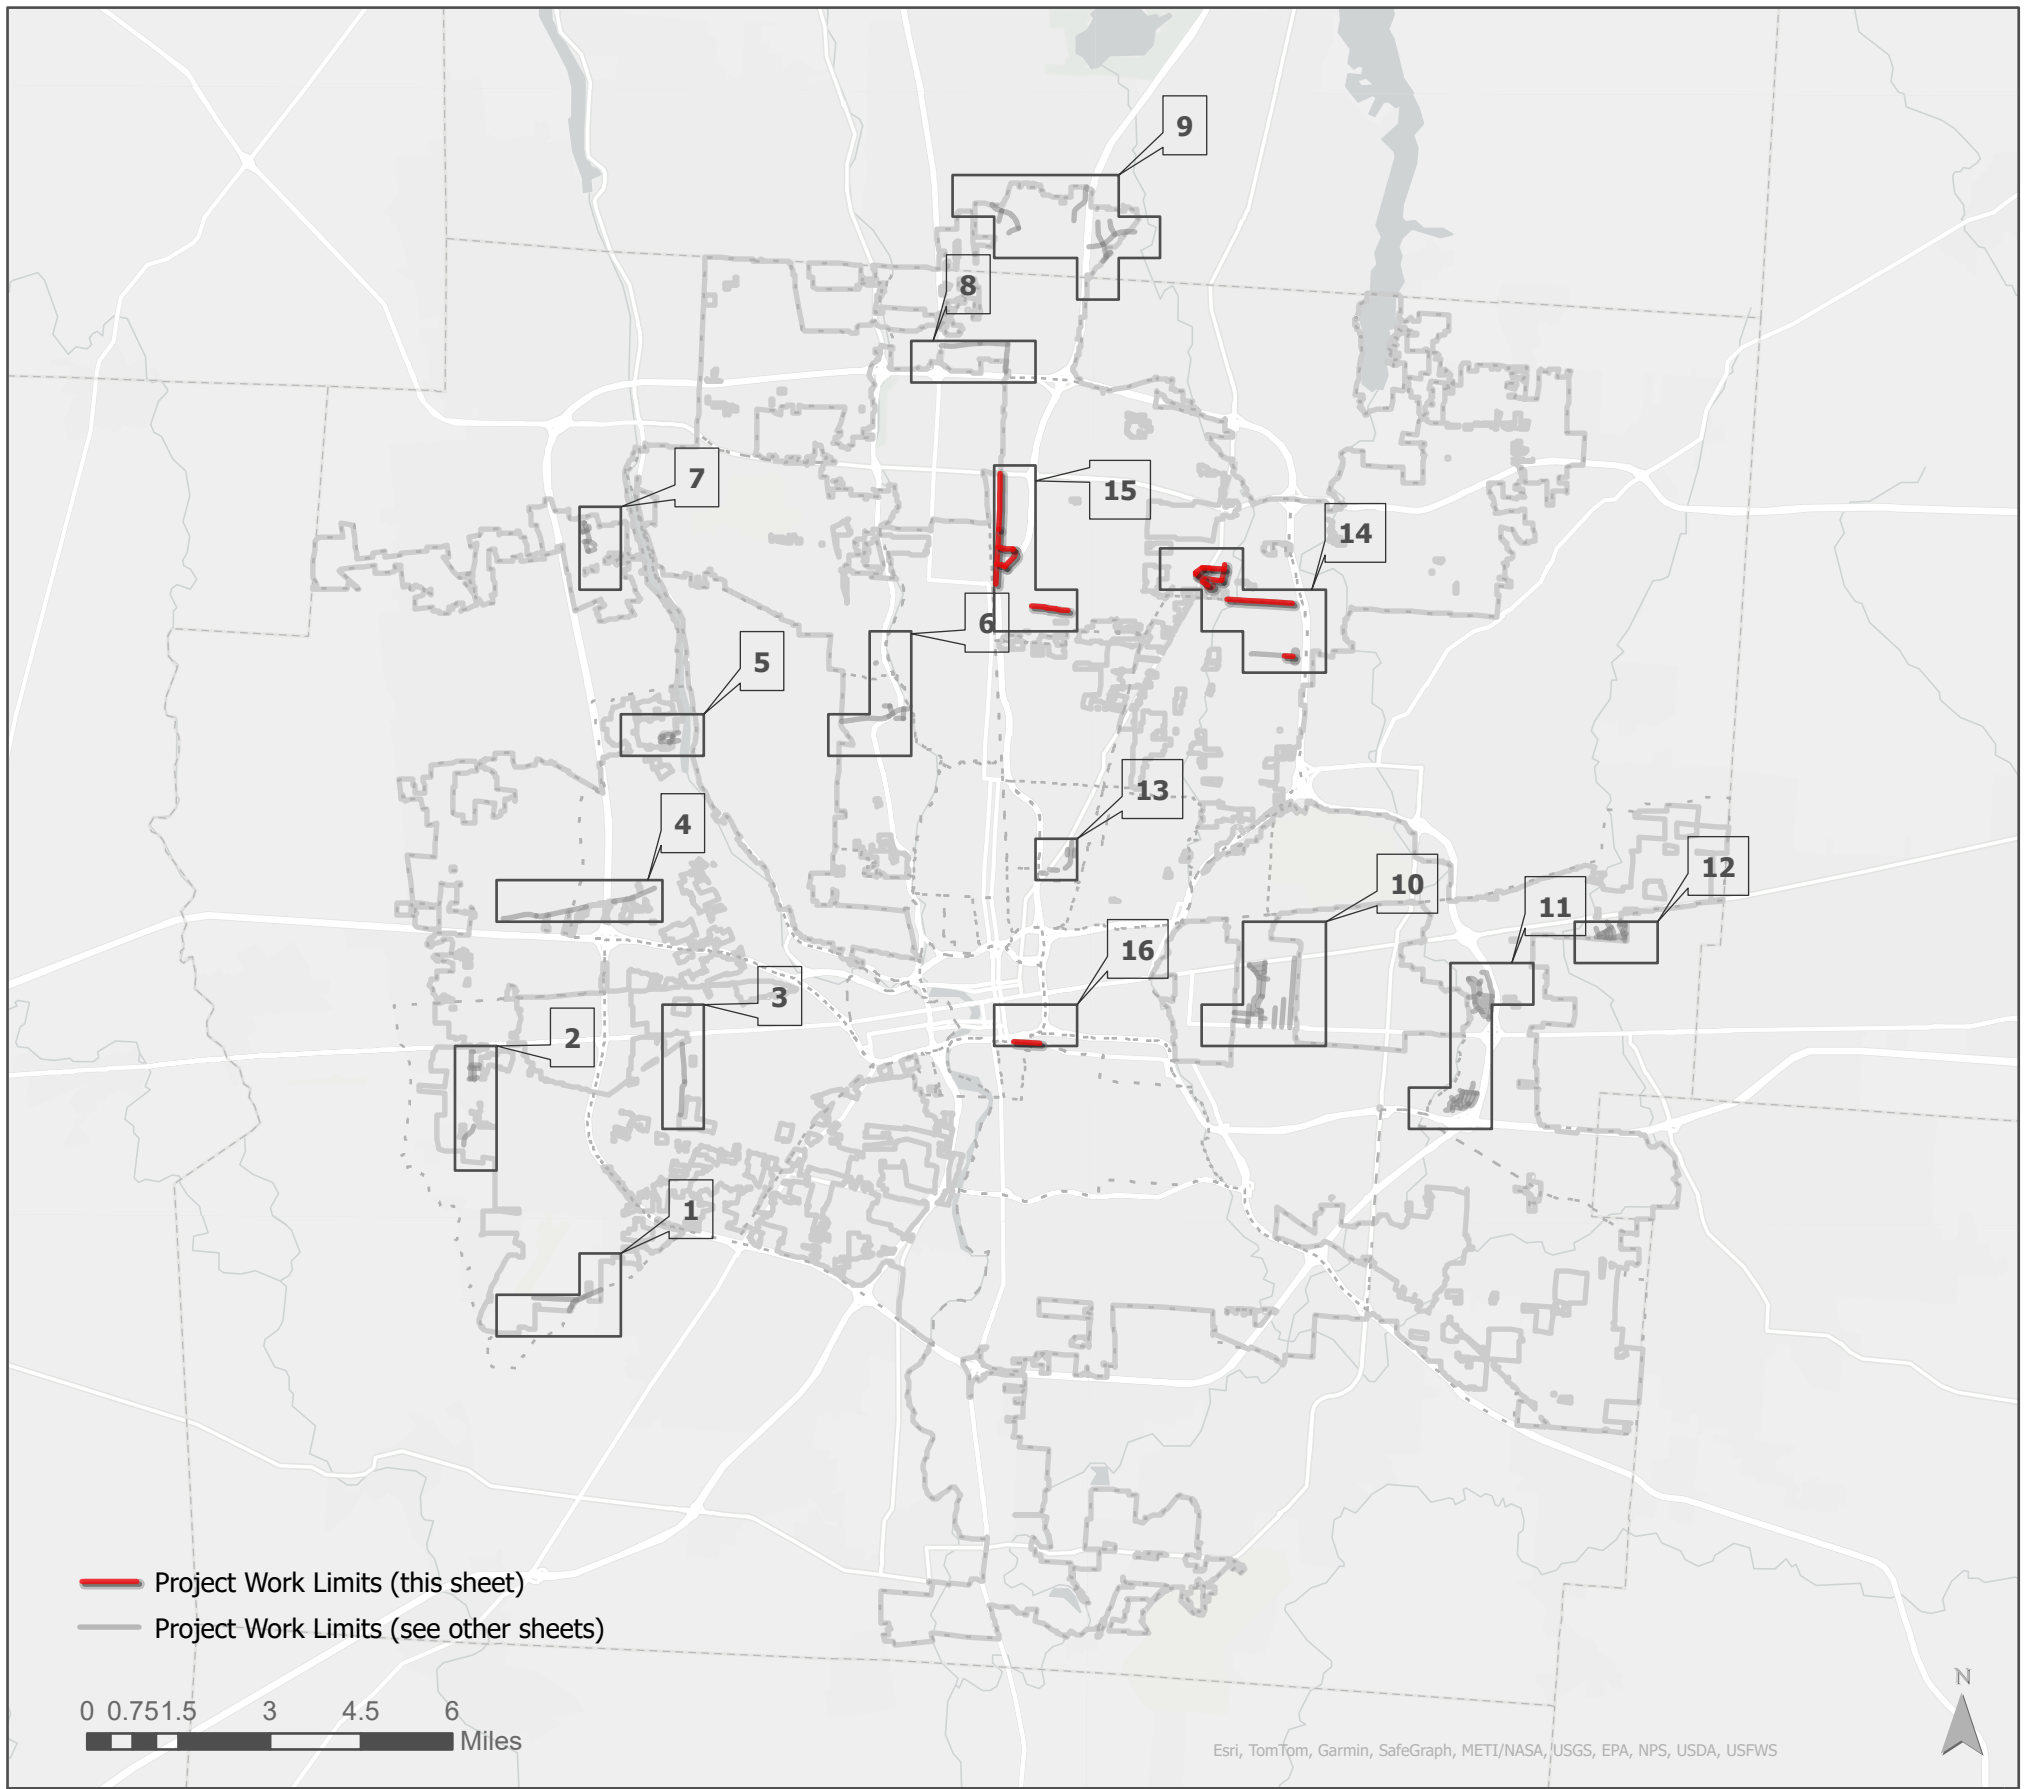 9
8
7
15
14
6
5
13
4
12
10
11
16
3
2
1
Project Work Limits (this sheet)
Project Work Limits (see other sheets)
0 0.75 1.5 3 4.5 6
Miles
N
Esri, TomTom, Garmin, SafeGraph, METI/NASA, USGS, EPA, NPS, USDA, USFWS